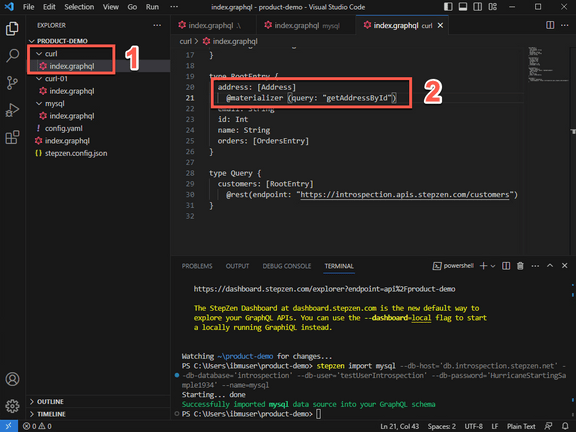 File Edit Selection View Go Run ··· index.graphql - product-demo - Visual Studio Code
EXPLORER ···
PRODUCT-DEMO
curl
index.graphql
curl-01
index.graphql
mysql
index.graphql
config.yaml
index.graphql
stepzen.config.json
OUTLINE
TIMELINE
1
index.graphql .\
index.graphql mysql
index.graphql curl
curl > index.graphql
17 }
18
19 type RootEntry {
20 address: [Address]
21 @materializer (query: "getAddressById")
22 email: String
23 id: Int
24 name: String
25 orders: [OrdersEntry]
26 }
27
28 type Query {
29 customers: [RootEntry]
30 @rest(endpoint: "https://introspection.apis.stepzen.com/customers")
31 }
32
2
PROBLEMS OUTPUT DEBUG CONSOLE TERMINAL powershell
https://dashboard.stepzen.com/explorer?endpoint=api%2Fproduct-demo
The StepZen Dashboard at dashboard.stepzen.com is the new default way to
explore your GraphQL APIs. You can use the --dashboard=local flag to start
a locally running GraphiQL instead.
Watching ~\product-demo for changes...
PS C:\Users\ibmuser\product-demo> stepzen import mysql --db-host='db.introspection.stepzen.net' -
-db-database='introspection' --db-user='testUserIntrospection' --db-password='HurricaneStartingSa
mple1934' --name=mysql
Starting... done
Successfully imported mysql data source into your GraphQL schema
PS C:\Users\ibmuser\product-demo>
0 0 Ln 21, Col 43 Spaces: 2 UTF-8 LF Plain Text